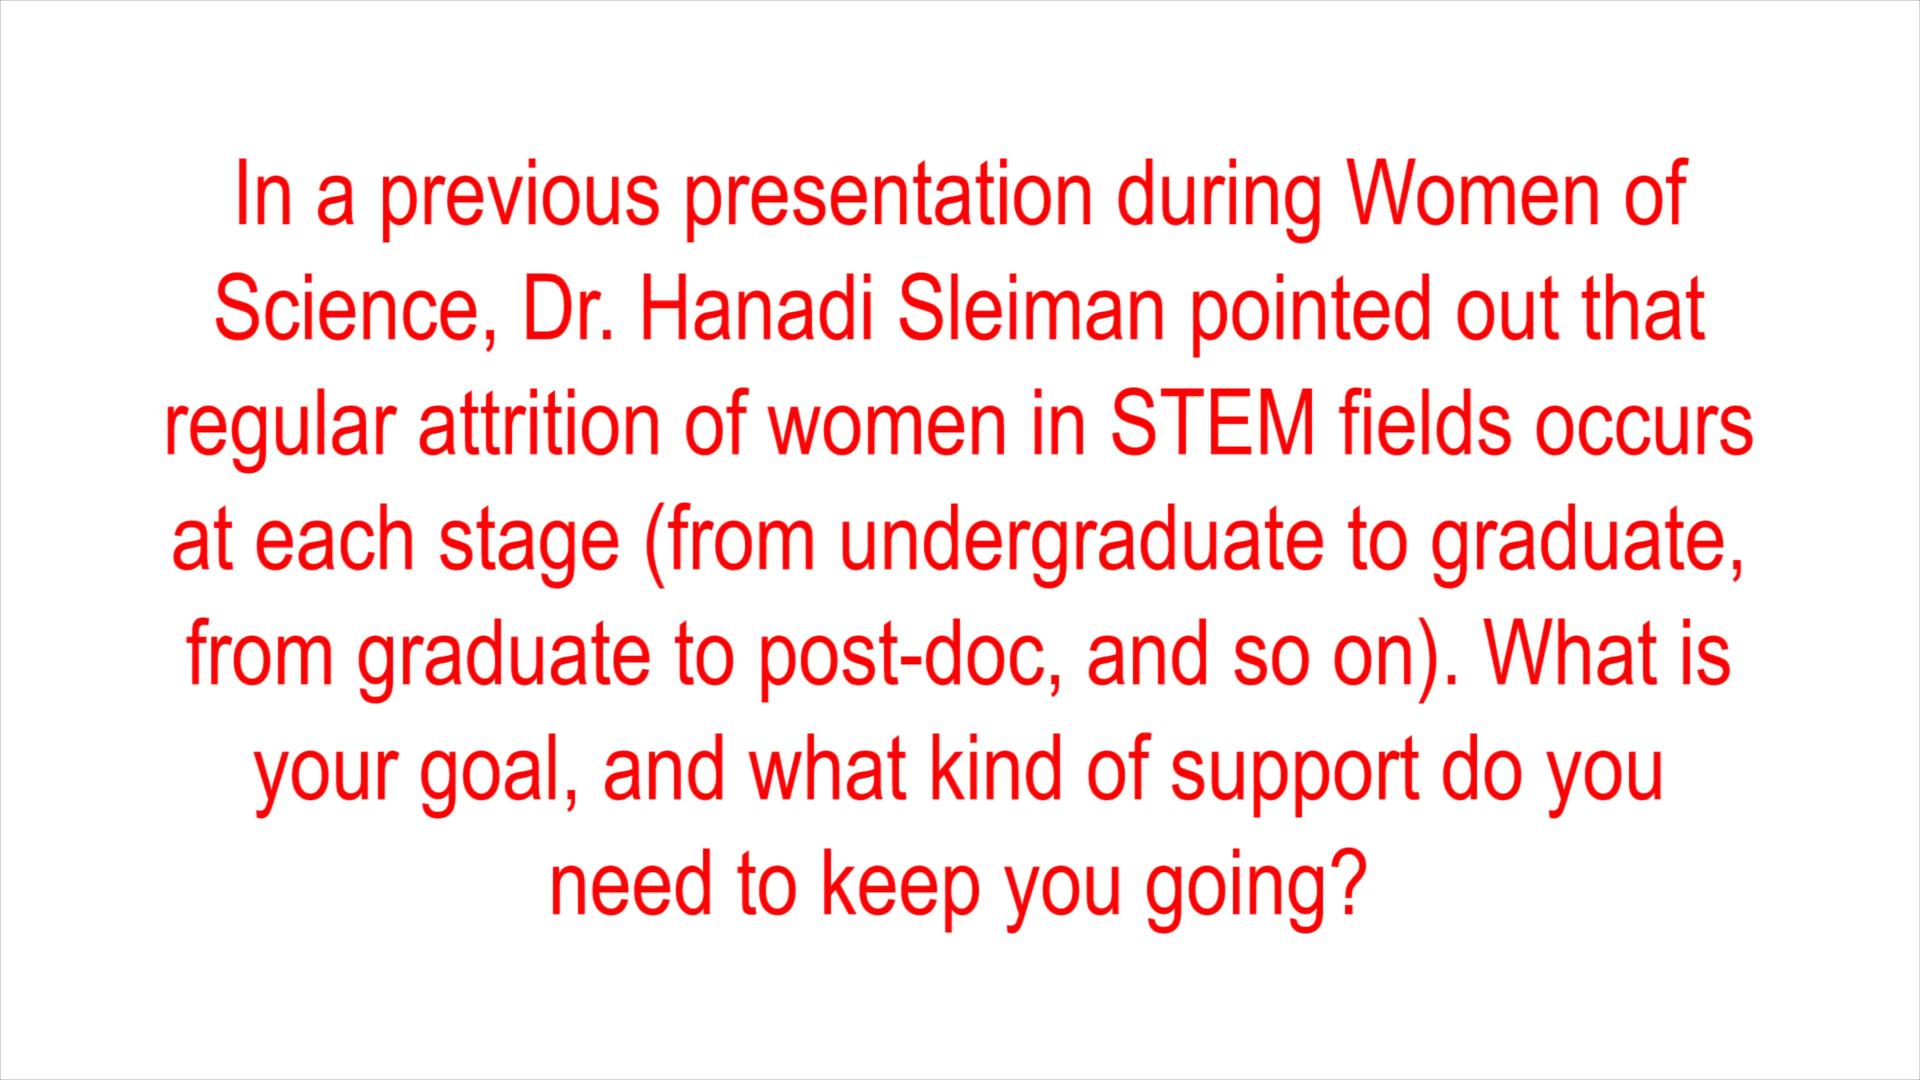 In a previous presentation during Women of
Science, Dr. Hanadi Sleiman pointed out that
regular attrition of women in STEM fields occurs
at each stage (from undergraduate to graduate,
from graduate to post-doc, and so on). What is
your goal, and what kind of support do you
need to keep you going?